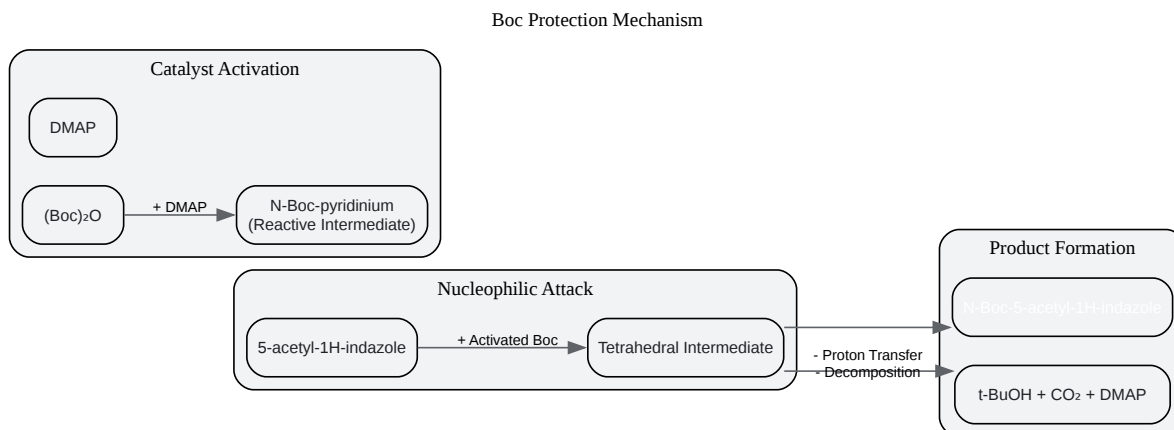 Boc Protection Mechanism
Catalyst Activation
DMAP
(Boc)₂O
+ DMAP
N-Boc-pyridinium
(Reactive Intermediate)
Nucleophilic Attack
5-acetyl-1H-indazole
+ Activated Boc
Tetrahedral Intermediate
- Proton Transfer
- Decomposition
Product Formation
N-Boc-5-acetyl-1H-indazole
t-BuOH + CO₂ + DMAP